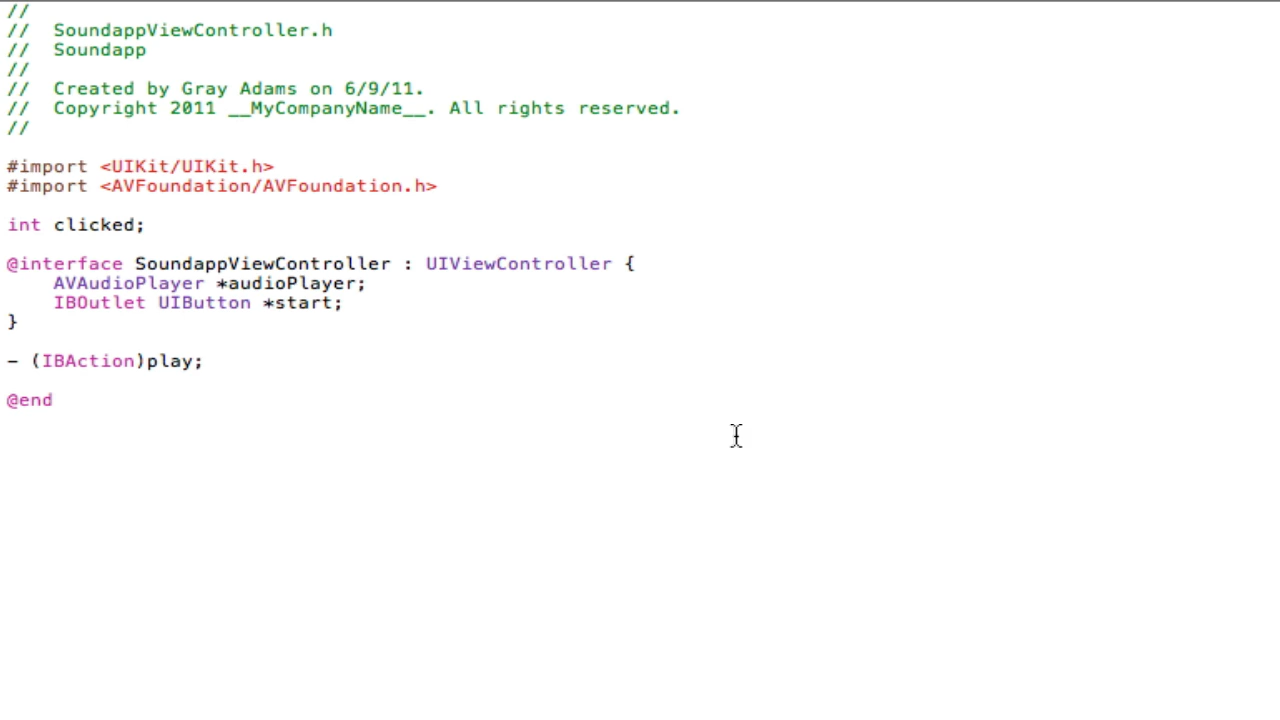 //
//  SoundappViewController.h
//  Soundapp
//
//  Created by Gray Adams on 6/9/11.
//  Copyright 2011 __MyCompanyName__. All rights reserved.
//
#import <UIKit/UIKit.h>
#import <AVFoundation/AVFoundation.h>
int clicked;
@interface SoundappViewController : UIViewController {
    AVAudioPlayer *audioPlayer;
    IBOutlet UIButton *start;
}
- (IBAction)play;
@end